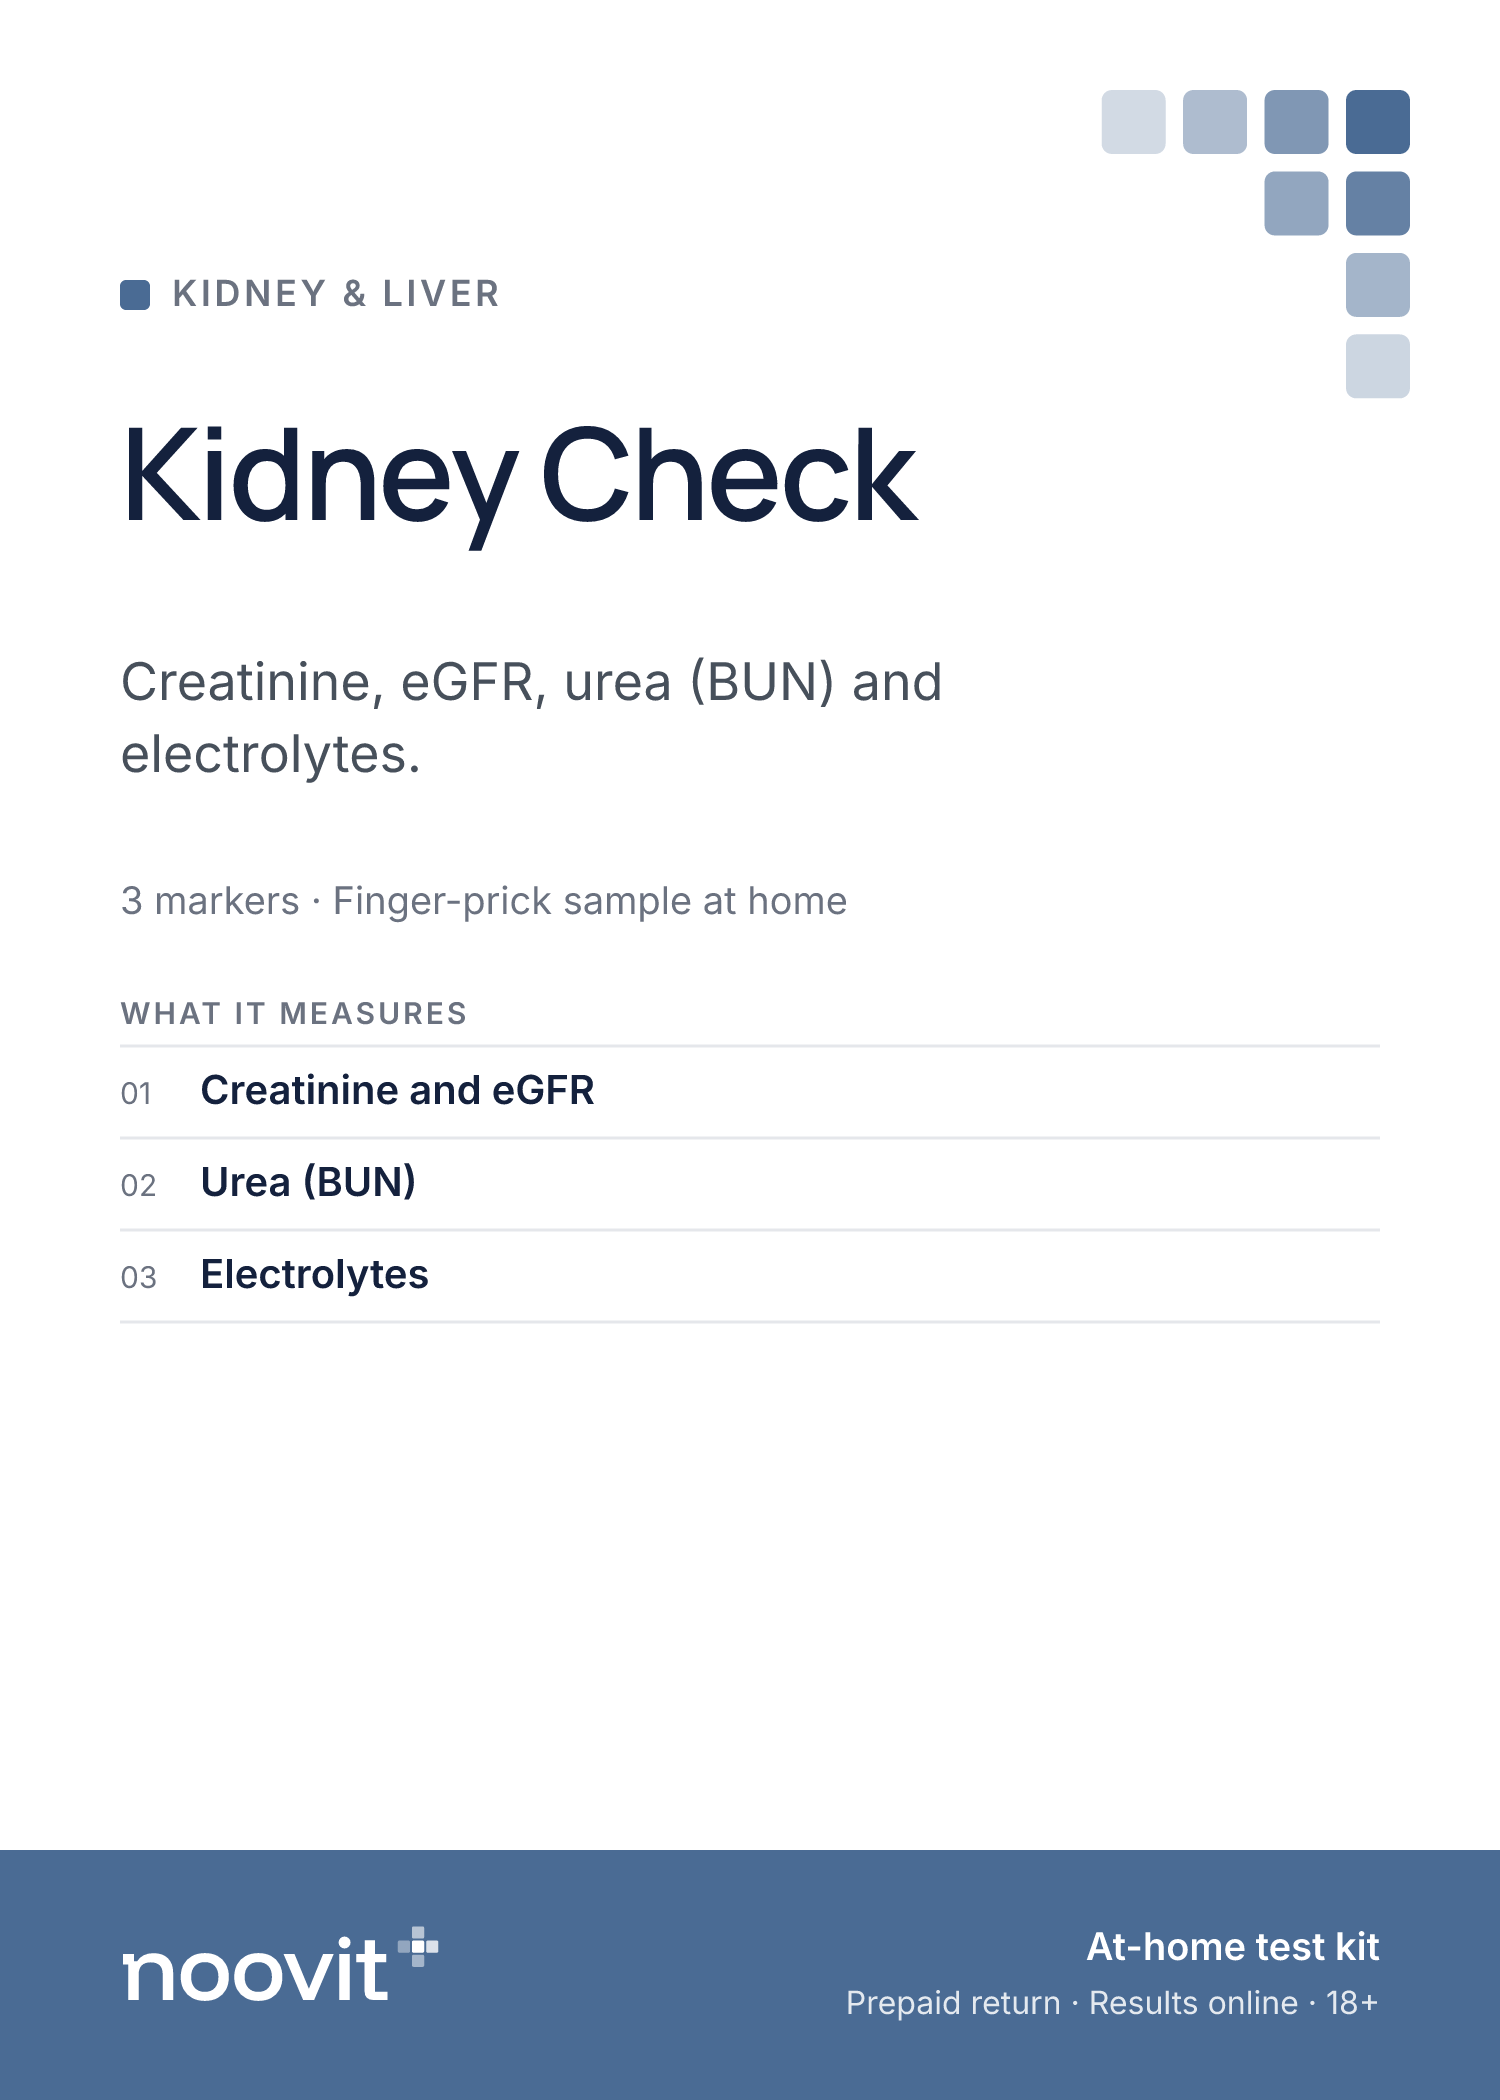 KIDNEY & LIVER
Kidney Check
Creatinine, eGFR, urea (BUN) and
electrolytes.
3 markers · Finger-prick sample at home
WHAT IT MEASURES
01 Creatinine and eGFR
02 Urea (BUN)
03 Electrolytes
noovit
At-home test kit
Prepaid return · Results online · 18+